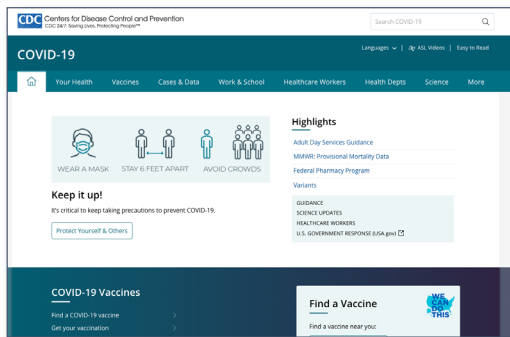 CDC
Centers for Disease Control and Prevention
CDC 24/7: Saving Lives, Protecting People™
Search COVID-19
COVID-19
Languages | ASL Videos | Easy to Read
Your Health Vaccines Cases & Data Work & School Healthcare Workers Health Depts Science More
WEAR A MASK STAY 6 FEET APART AVOID CROWDS
Keep it up!
It's critical to keep taking precautions to prevent COVID-19.
Protect Yourself & Others
Highlights
Adult Day Services Guidance
MMWR: Provisional Mortality Data
Federal Pharmacy Program
Variants
GUIDANCE
SCIENCE UPDATES
HEALTHCARE WORKERS
U.S. GOVERNMENT RESPONSE (USA.gov)
COVID-19 Vaccines
Find a COVID-19 vaccine
Get your vaccination
Find a Vaccine
Find a vaccine near you:
WE
CAN
DO
THIS